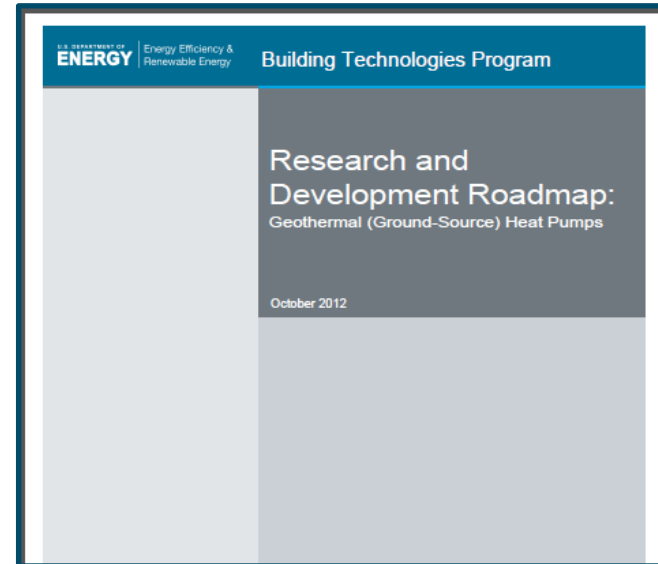 U.S. DEPARTMENT OF
ENERGY
Energy Efficiency &
Renewable Energy
Building Technologies Program
Research and
Development Roadmap:
Geothermal (Ground-Source) Heat Pumps
October 2012